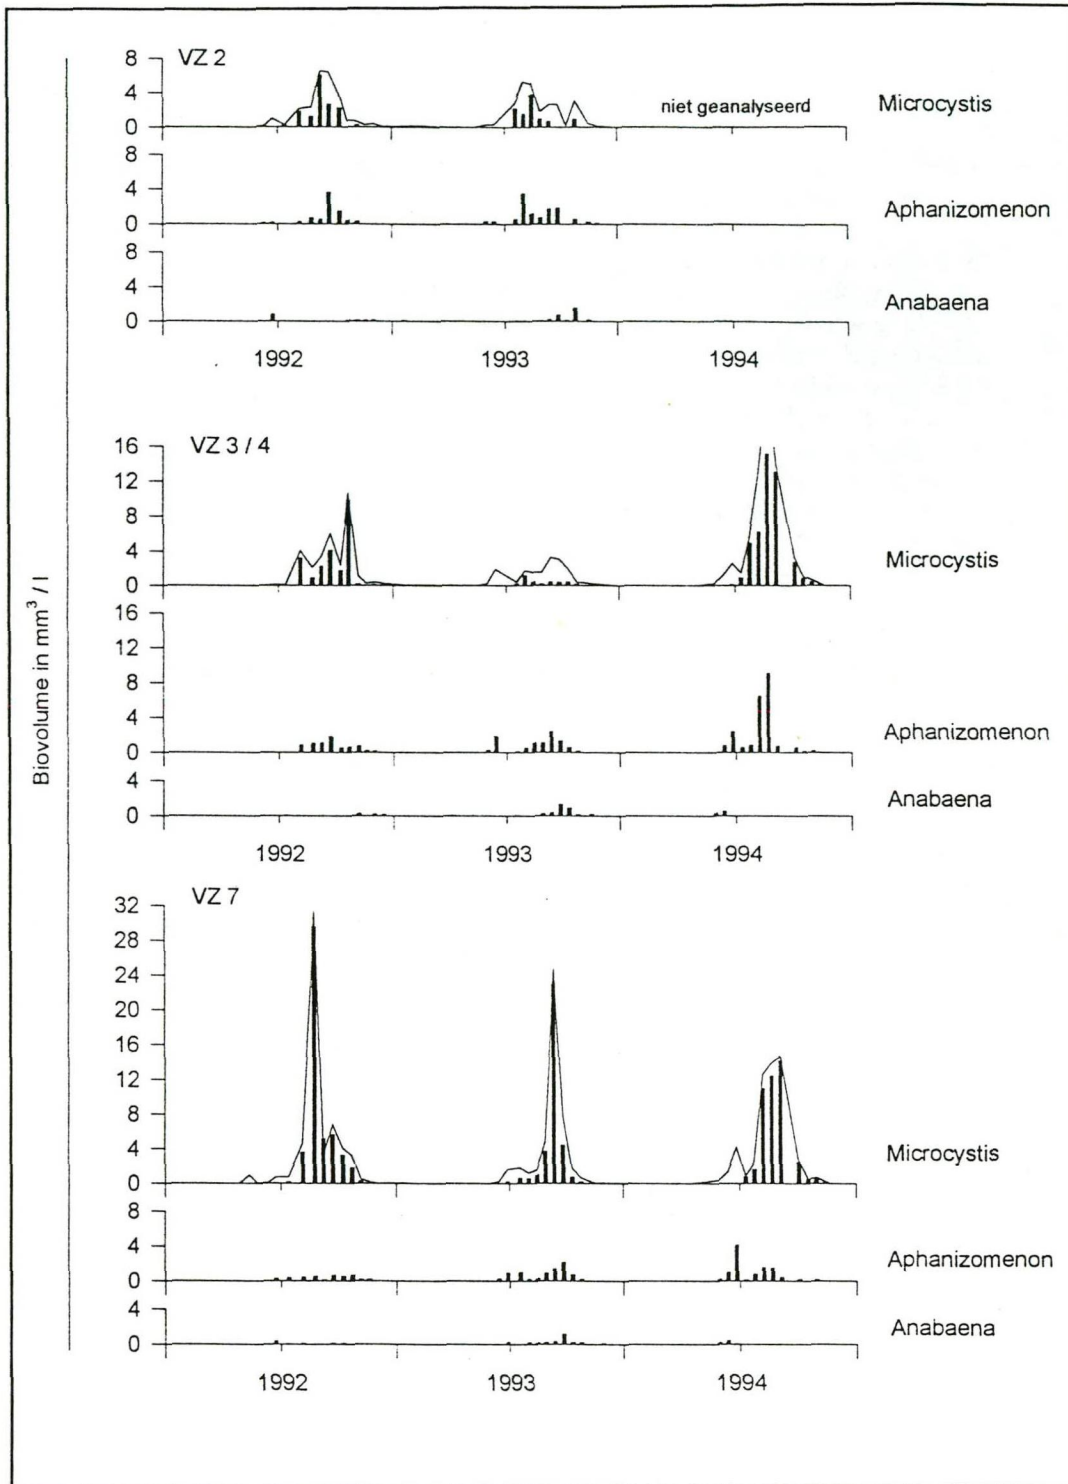 VZ 2
8
4
0
niet geanalyseerd
Microcystis
8
4
0
Aphanizomenon
8
4
0
Anabaena
1992 1993 1994
VZ 3 / 4
16
12
8
4
0
Microcystis
16
12
8
4
0
Aphanizomenon
4
0
Anabaena
1992 1993 1994
Biovolume in mm³ / l
VZ 7
32
28
24
20
16
12
8
4
0
Microcystis
8
4
0
Aphanizomenon
4
0
Anabaena
1992 1993 1994